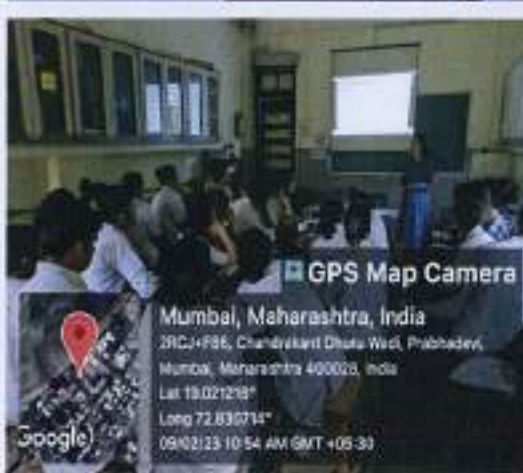 GPS Map Camera
Mumbai, Maharashtra, India
2RCJ+F86, Chandrakant Dhuru Wadi, Prabhadevi,
Mumbai, Maharashtra 400028, India
Lat 19.021218°
Long 72.830714°
09/02/23 10:54 AM GMT +05:30
Google